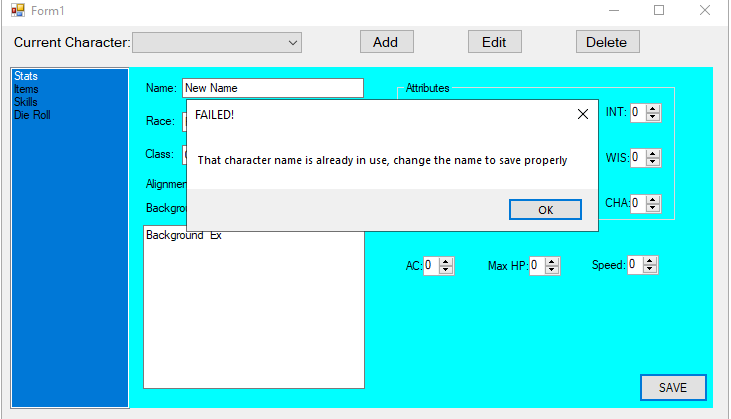 Form1
Current Character:
Add
Edit
Delete
Stats
Items
Skills
Die Roll
Name: New Name
Race:
Class:
Background Ex
Attributes
INT: 0
WIS: 0
CHA: 0
FAILED!
That character name is already in use, change the name to save properly
OK
AC: 0
Max HP: 0
Speed: 0
SAVE